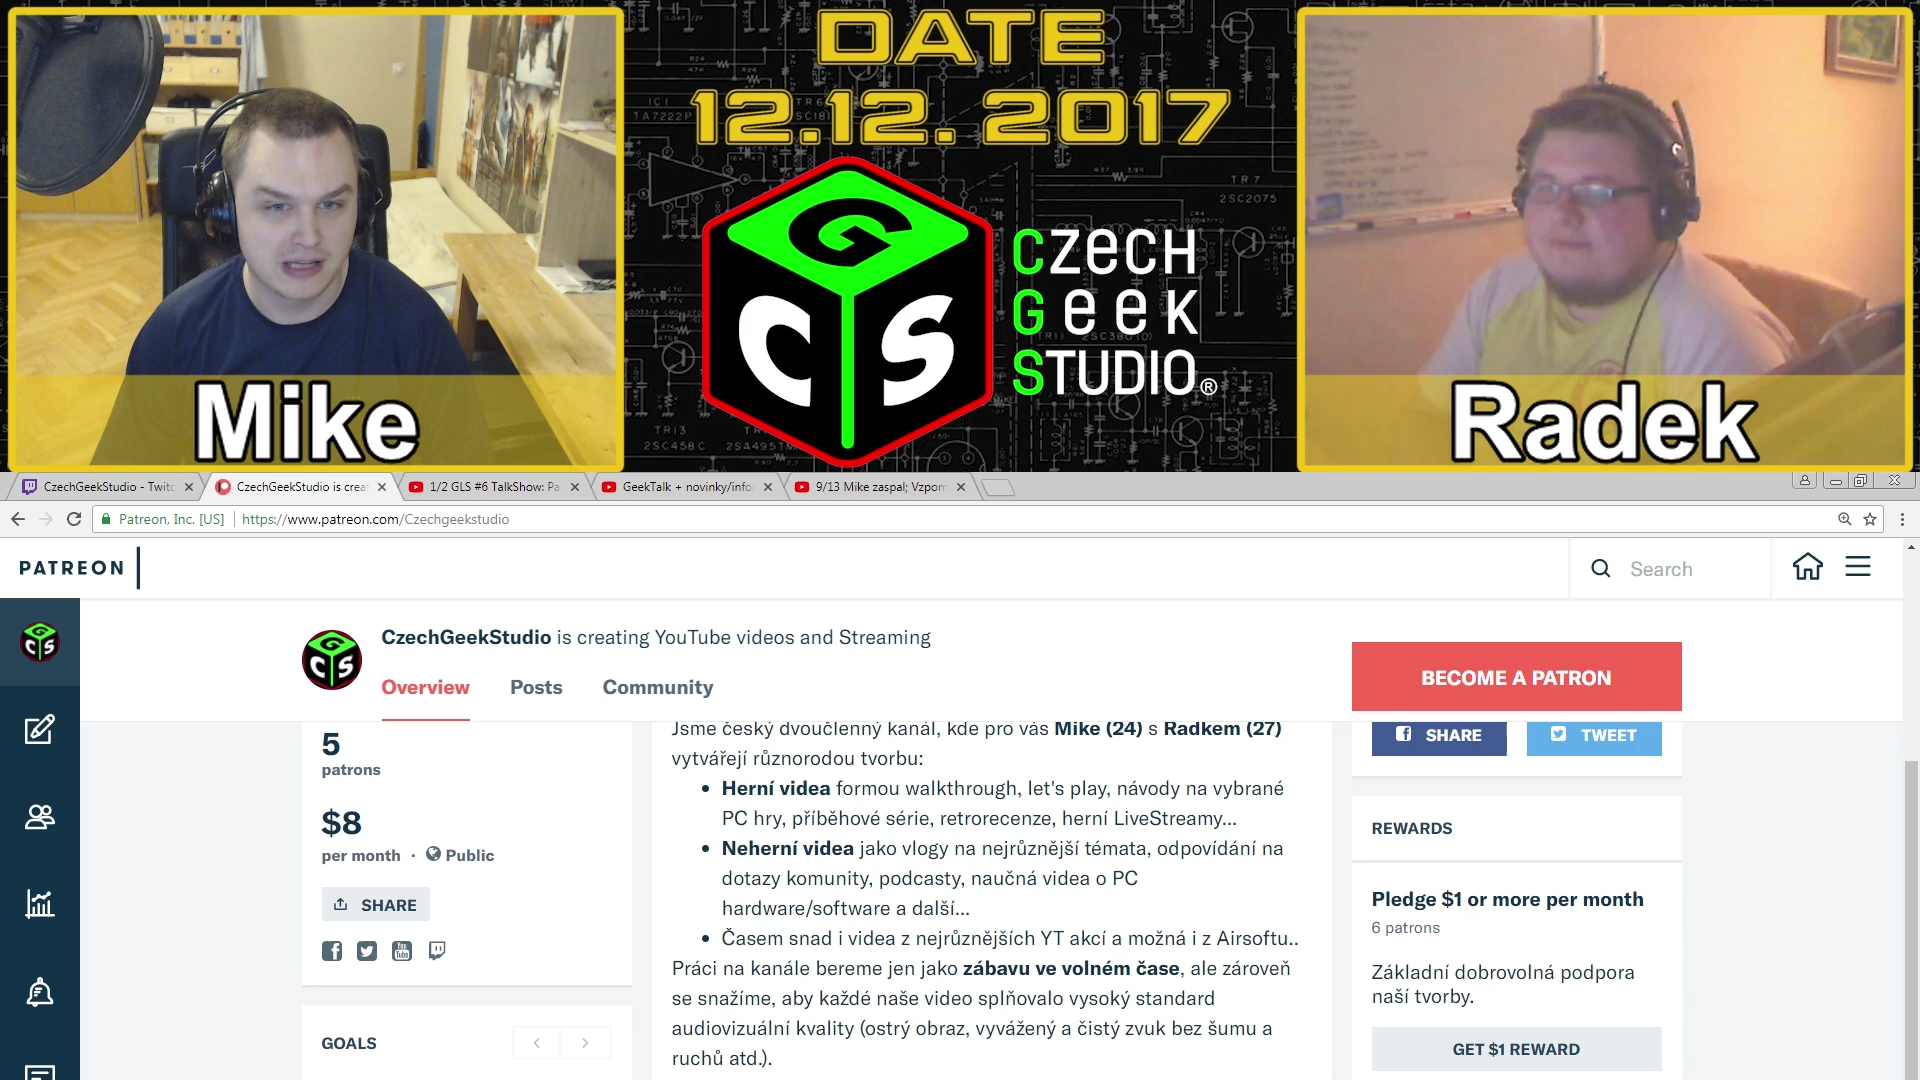 DATE
12.12. 2017
G
C S
CZECH
GEEK
STUDIO®
Mike
Radek
CzechGeekStudio - Twitc
CzechGeekStudio is creat
1/2 GLS #6 TalkShow: Pa
GeekTalk + novinky/info
9/13 Mike zaspal; Vzpom
Patreon, Inc. [US]
https://www.patreon.com/Czechgeekstudio
PATREON
Search
CzechGeekStudio is creating YouTube videos and Streaming
Overview
Posts
Community
BECOME A PATRON
5
patrons
$8
per month · Public
SHARE
GOALS
Jsme český dvoučlenný kanál, kde pro vás Mike (24) s Radkem (27)
vytvářejí různorodou tvorbu:
• Herní videa formou walkthrough, let's play, návody na vybrané
PC hry, příběhové série, retrorecenze, herní LiveStreamy...
• Neherní videa jako vlogy na nejrůznější témata, odpovídání na
dotazy komunity, podcasty, naučná videa o PC
hardware/software a další...
• Časem snad i videa z nejrůznějších YT akcí a možná i z Airsoftu..
Práci na kanále bereme jen jako zábavu ve volném čase, ale zároveň
se snažíme, aby každé naše video splňovalo vysoký standard
audiovizuální kvality (ostrý obraz, vyvážený a čistý zvuk bez šumu a
ruchů atd.).
SHARE
TWEET
REWARDS
Pledge $1 or more per month
6 patrons
Základní dobrovolná podpora
naší tvorby.
GET $1 REWARD